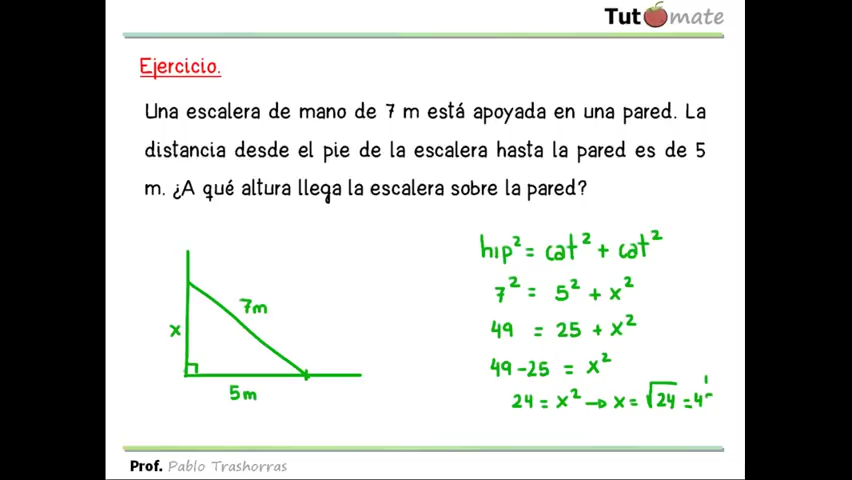 Tut mate
Ejercicio.
Una escalera de mano de 7 m está apoyada en una pared. La
distancia desde el pie de la escalera hasta la pared es de 5
m. ¿A qué altura llega la escalera sobre la pared?
hip² = cat² + cat²
7² = 5² + x²
49 = 25 + x²
49 - 25 = x²
24 = x² → x = √24 = 4
7m
x
5m
Prof. Pablo Trashorras